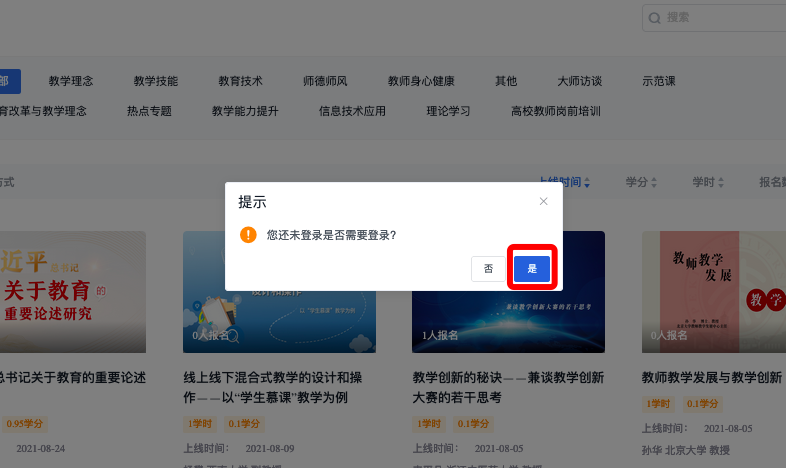 搜索
部
教学理念
教学技能
教育技术
师德师风
教师身心健康
其他
大师访谈
示范课
育改革与教学理念
热点专题
教学能力提升
信息技术应用
理论学习
高校教师岗前培训
方式
上线时间
学分
学时
报名
提示
您还未登录是否需要登录?
否
是
近平
总书记
关于教育的
重要论述研究
设计和操作
以“学生慕课”教学为例
0人报名
兼谈教学创新大赛的若干思考
1人报名
教师教学
发展
教学
0人报名
总书记关于教育的重要论述
0.95学分
2021-08-24
线上线下混合式教学的设计和操
作——以“学生慕课”教学为例
1学时
0.1学分
上线时间:
2021-08-09
教学创新的秘诀——兼谈教学创新
大赛的若干思考
1学时
0.1学分
上线时间:
2021-08-05
教师教学发展与教学创新
1学时
0.1学分
上线时间:
2021-08-05
孙华 北京大学 教授